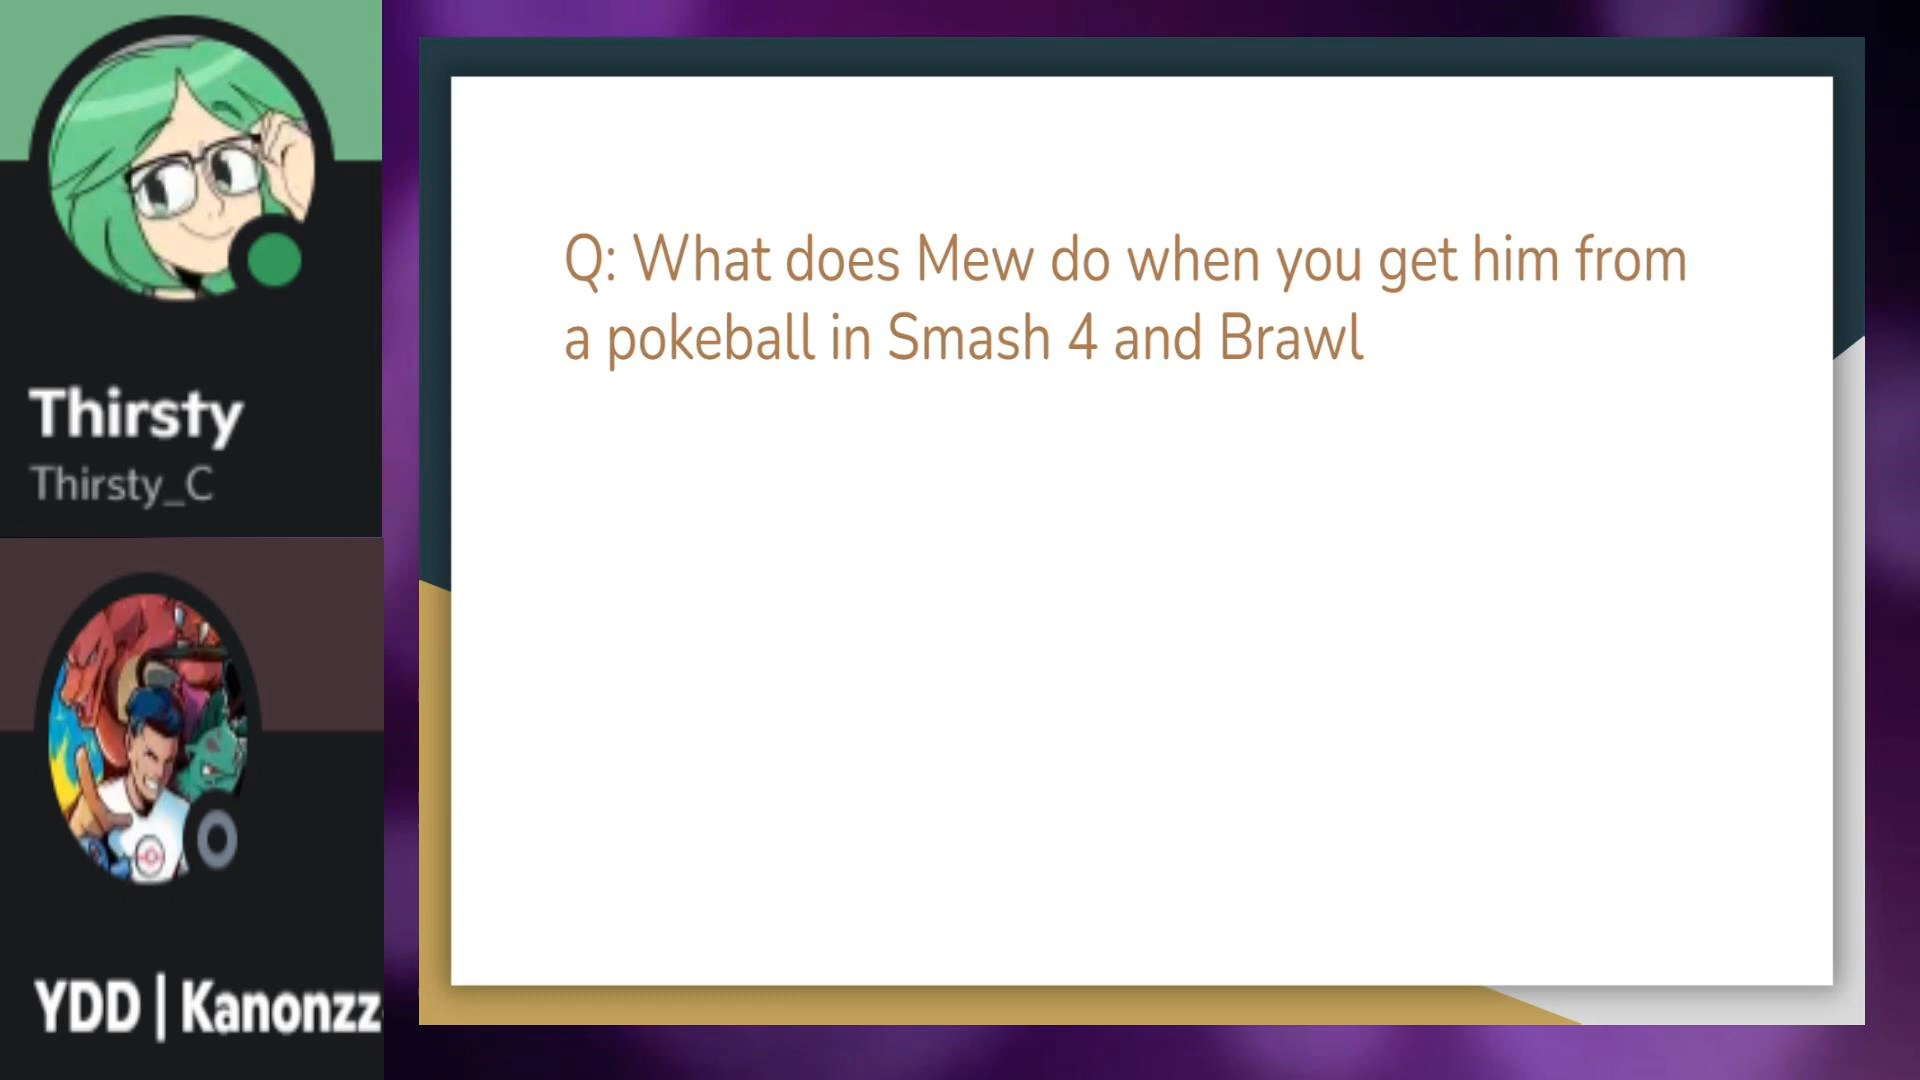 Thirsty
Thirsty_C
YDD | Kanonzz
Q: What does Mew do when you get him from
a pokeball in Smash 4 and Brawl